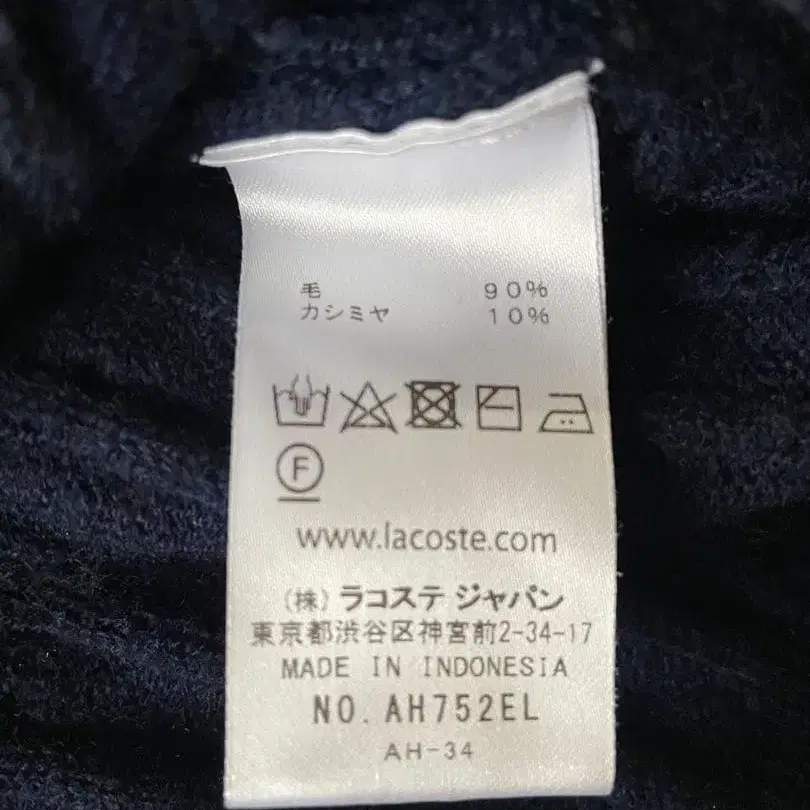 毛 90%
カシミヤ 10%
F
www.lacoste.com
(株) ラコステ ジャパン
東京都渋谷区神宮前2-34-17
MADE IN INDONESIA
NO. AH752EL
AH-34